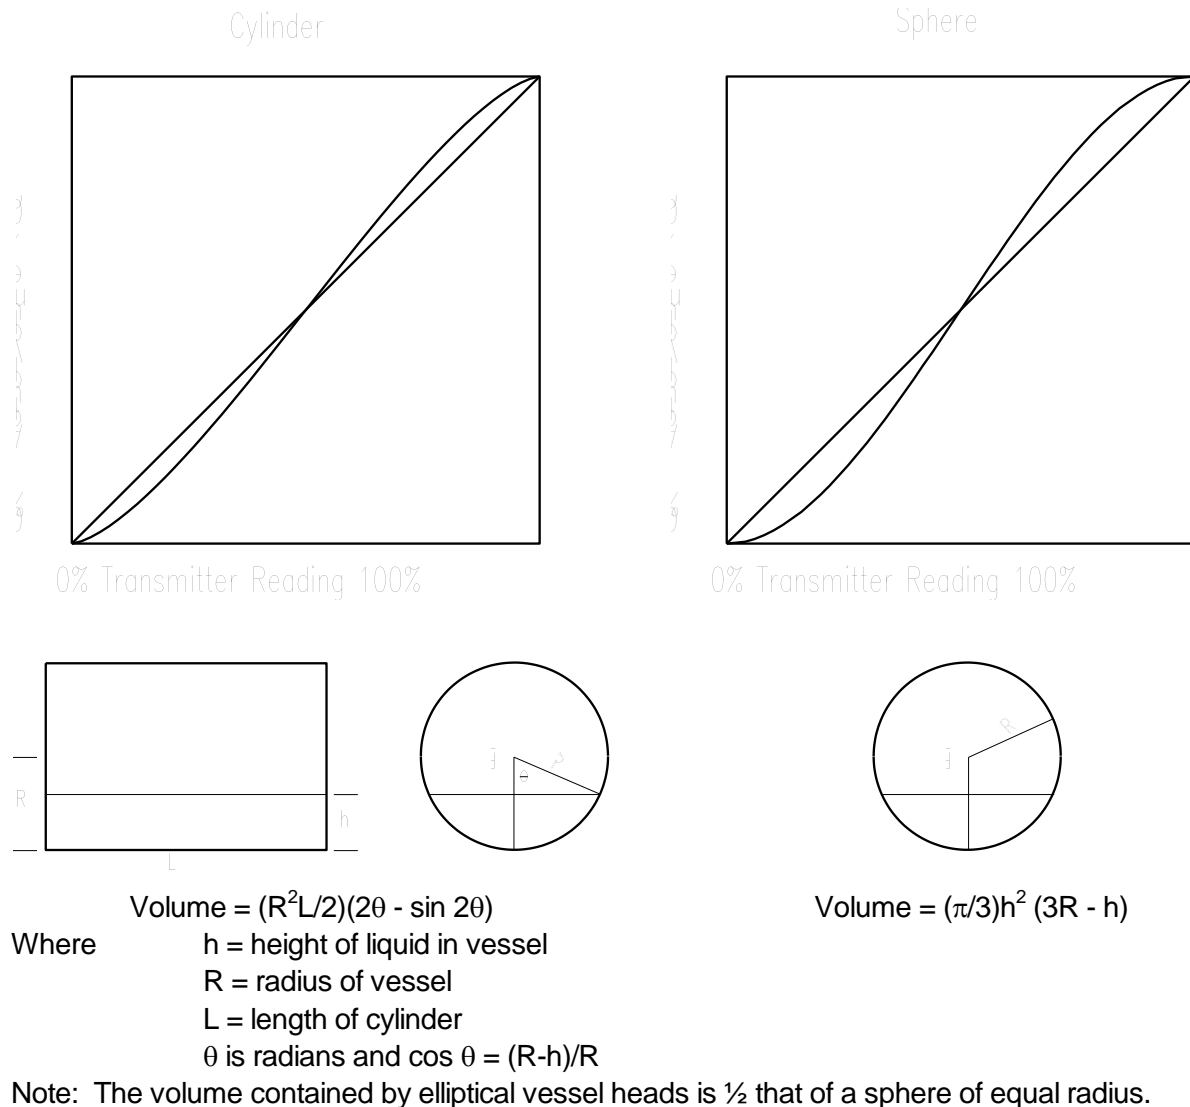 Cylinder
Sphere
0% Transmitter Reading 100%
0% Transmitter Reading 100%
R
h
L
θ
R
Volume = (R²L/2)(2θ - sin 2θ)
Volume = (π/3)h² (3R - h)
Where h = height of liquid in vessel
R = radius of vessel
L = length of cylinder
θ is radians and cos θ = (R-h)/R
Note: The volume contained by elliptical vessel heads is ½ that of a sphere of equal radius.